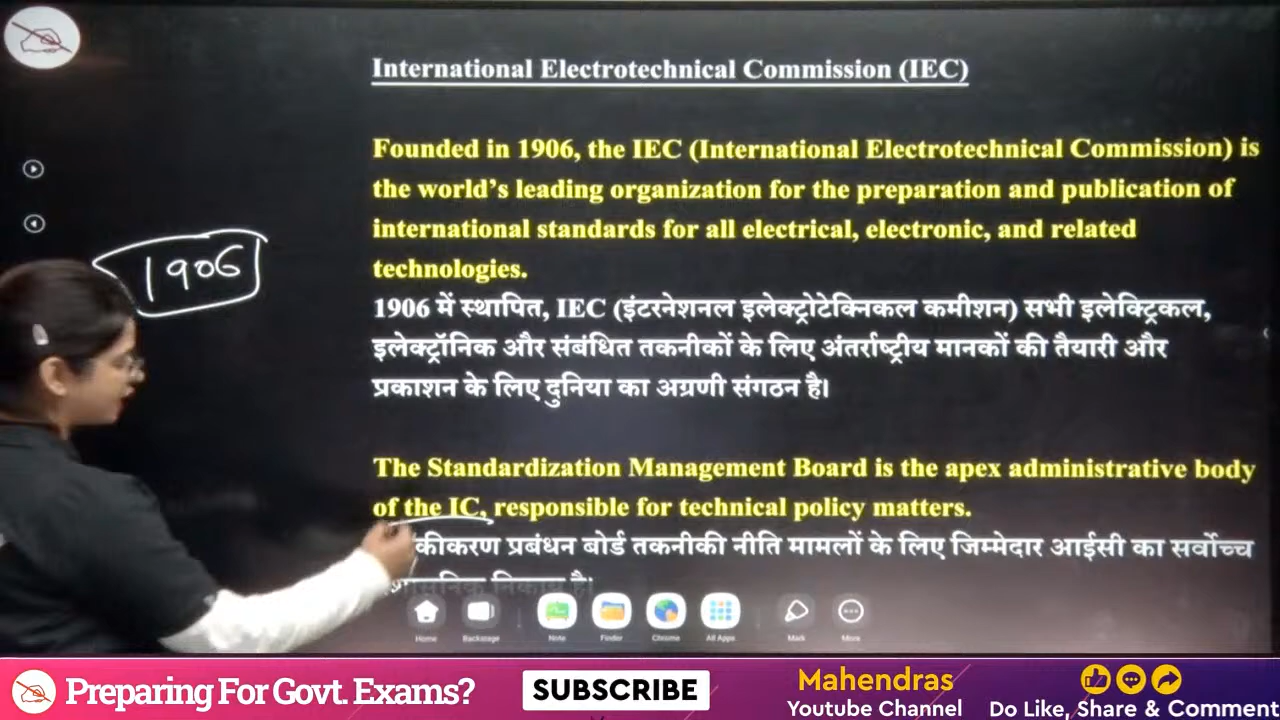 International Electrotechnical Commission (IEC)
Founded in 1906, the IEC (International Electrotechnical Commission) is
the world's leading organization for the preparation and publication of
international standards for all electrical, electronic, and related
technologies.
1906
1906 में स्थापित, IEC (इंटरनेशनल इलेक्ट्रोटेक्निकल कमीशन) सभी इलेक्ट्रिकल,
इलेक्ट्रॉनिक और संबंधित तकनीकों के लिए अंतर्राष्ट्रीय मानकों की तैयारी और
प्रकाशन के लिए दुनिया का अग्रणी संगठन है।
The Standardization Management Board is the apex administrative body
of the IC, responsible for technical policy matters.
प्रबंधन बोर्ड तकनीकी नीति मामलों के लिए जिम्मेदार आईसी का सर्वोच्च
निकाय है।
Home Backstage Note Finder Chrome All Apps Mark More
Preparing For Govt. Exams?
SUBSCRIBE
Mahendras
Youtube Channel
Do Like, Share & Comment